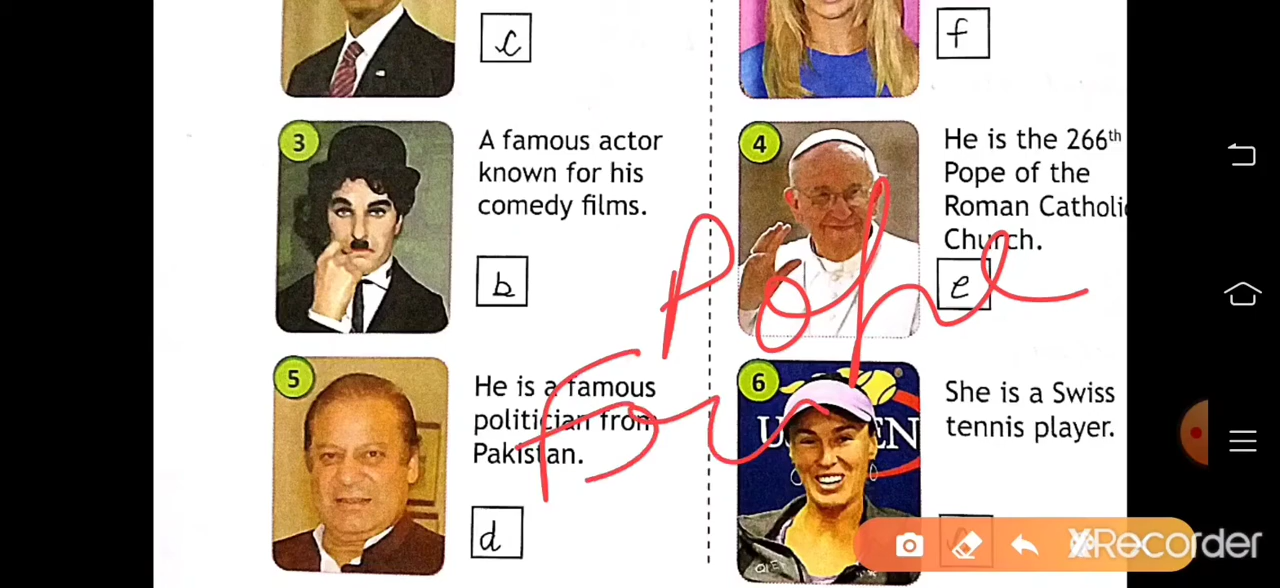 c
f
3
A famous actor
known for his
comedy films.
b
4
He is the 266th
Pope of the
Roman Catholic
Church.
e
Pope
5
He is a famous
politician from
Pakistan.
d
6
She is a Swiss
tennis player.
XRecorder